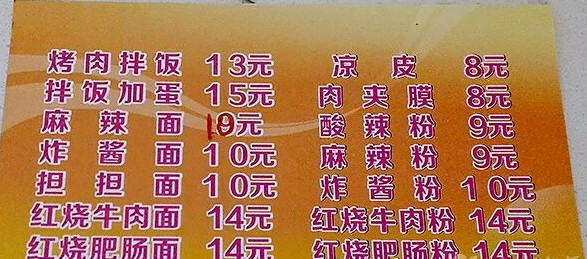 烤肉拌饭 13元
拌饭加蛋 15元
麻辣面 10元
炸酱面 10元
担担面 10元
红烧牛肉面 14元
红烧肥肠面 14元
凉皮 8元
肉夹膜 8元
酸辣粉 9元
麻辣粉 9元
炸酱粉 10元
红烧牛肉粉 14元
红烧肥肠粉 14元